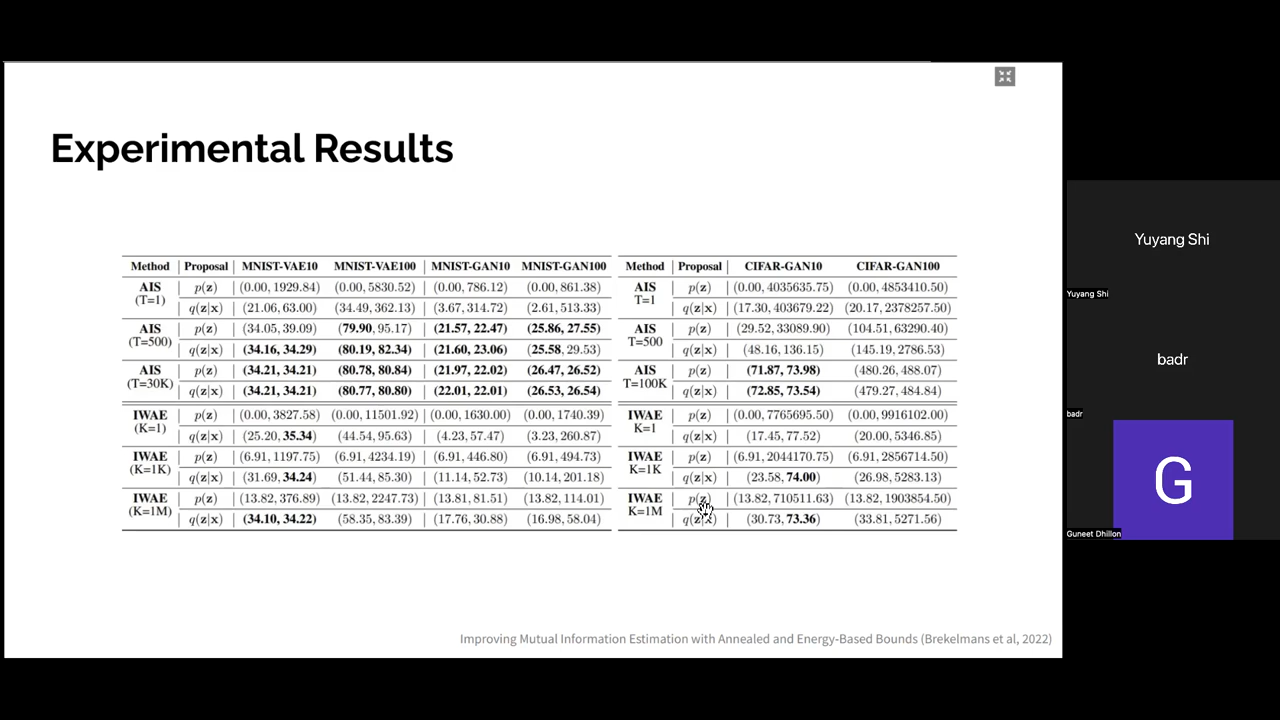 Experimental Results
Method Proposal MNIST-VAE10 MNIST-VAE100 MNIST-GAN10 MNIST-GAN100
AIS (T=1) p(z) (0.00, 1929.84) (0.00, 5830.52) (0.00, 786.12) (0.00, 861.38)
q(z|x) (21.06, 63.00) (34.49, 362.13) (3.67, 314.72) (2.61, 513.33)
AIS (T=500) p(z) (34.05, 39.09) (79.90, 95.17) (21.57, 22.47) (25.86, 27.55)
q(z|x) (34.16, 34.29) (80.19, 82.34) (21.60, 23.06) (25.58, 29.53)
AIS (T=30K) p(z) (34.21, 34.21) (80.78, 80.84) (21.97, 22.02) (26.47, 26.52)
q(z|x) (34.21, 34.21) (80.77, 80.80) (22.01, 22.01) (26.53, 26.54)
IWAE (K=1) p(z) (0.00, 3827.58) (0.00, 11501.92) (0.00, 1630.00) (0.00, 1740.39)
q(z|x) (25.20, 35.34) (44.54, 95.63) (4.23, 57.47) (3.23, 260.87)
IWAE (K=1K) p(z) (6.91, 1197.75) (6.91, 4234.19) (6.91, 446.80) (6.91, 494.73)
q(z|x) (31.69, 34.24) (51.44, 85.30) (11.14, 52.73) (10.14, 201.18)
IWAE (K=1M) p(z) (13.82, 376.89) (13.82, 2247.73) (13.81, 81.51) (13.82, 114.01)
q(z|x) (34.10, 34.22) (58.35, 83.39) (17.76, 30.88) (16.98, 58.04)
Method Proposal CIFAR-GAN10 CIFAR-GAN100
AIS T=1 p(z) (0.00, 4035635.75) (0.00, 4853410.50)
q(z|x) (17.30, 403679.22) (20.17, 2378257.50)
AIS T=500 p(z) (29.52, 33089.90) (104.51, 63290.40)
q(z|x) (48.16, 136.15) (145.19, 2786.53)
AIS T=100K p(z) (71.87, 73.98) (480.26, 488.07)
q(z|x) (72.85, 73.54) (479.27, 484.84)
IWAE K=1 p(z) (0.00, 7765695.50) (0.00, 9916102.00)
q(z|x) (17.45, 77.52) (20.00, 5346.85)
IWAE K=1K p(z) (6.91, 2044170.75) (6.91, 2856714.50)
q(z|x) (23.58, 74.00) (26.98, 5283.13)
IWAE K=1M p(z) (13.82, 710511.63) (13.82, 1903854.50)
q(z|x) (30.73, 73.36) (33.81, 5271.56)
Improving Mutual Information Estimation with Annealed and Energy-Based Bounds (Brekelmans et al, 2022)
Yuyang Shi
Yuyang Shi
badr
badr
G
Guneet Dhillon